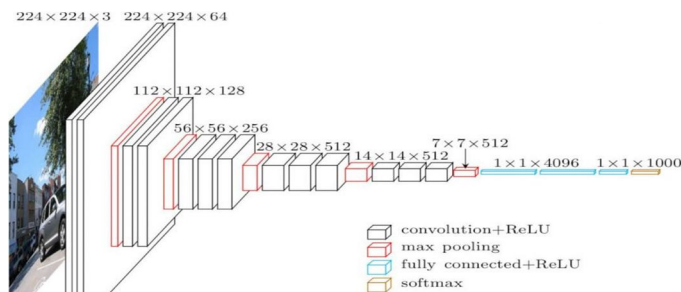 224×224×3
224×224×64
112×112×128
56×56×256
28×28×512
14×14×512
7×7×512
1×1×4096
1×1×1000
convolution+ReLU
max pooling
fully connected+ReLU
softmax